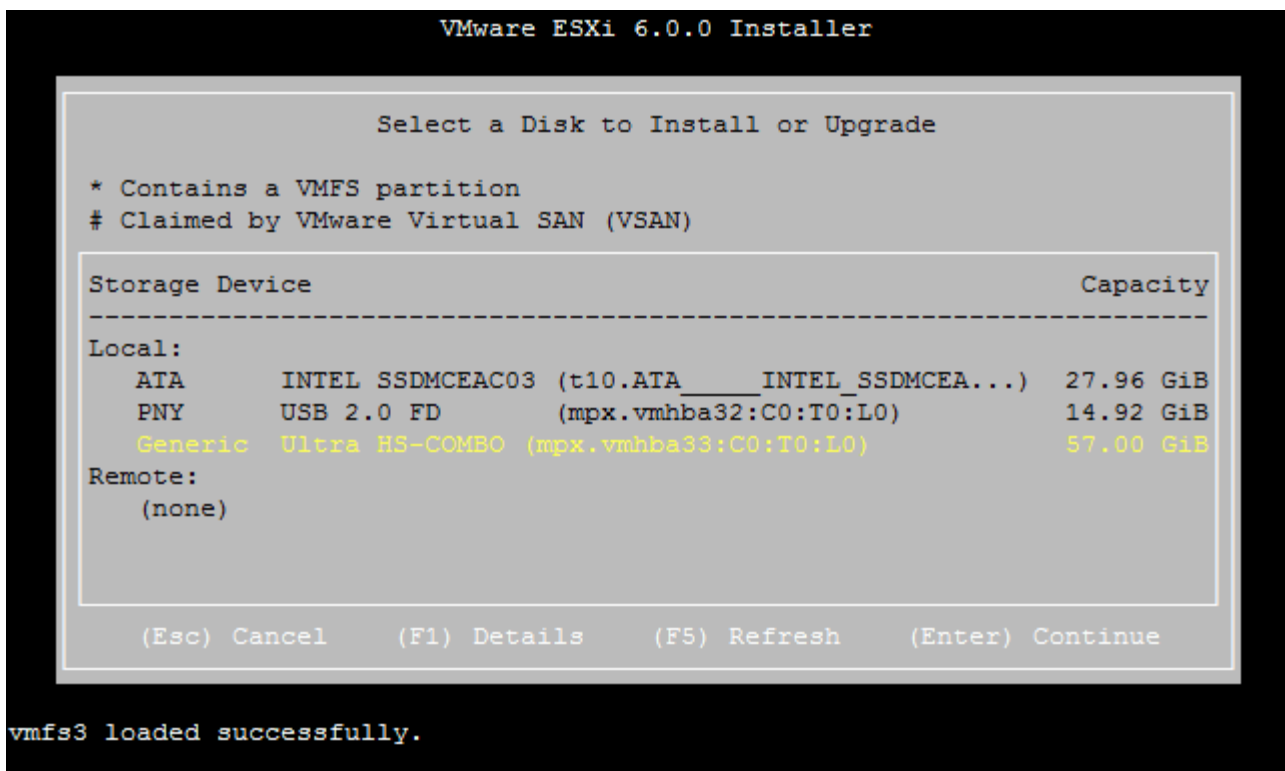 VMware ESXi 6.0.0 Installer
Select a Disk to Install or Upgrade
* Contains a VMFS partition
# Claimed by VMware Virtual SAN (VSAN)
Storage Device Capacity
----------------------------------------------------------------------
Local:
ATA INTEL SSDMCEAC03 (t10.ATA_____INTEL_SSDMCEA...) 27.96 GiB
PNY USB 2.0 FD (mpx.vmhba32:C0:T0:L0) 14.92 GiB
Generic Ultra HS-COMBO (mpx.vmhba33:C0:T0:L0) 57.00 GiB
Remote:
(none)
(Esc) Cancel (F1) Details (F5) Refresh (Enter) Continue
vmfs3 loaded successfully.